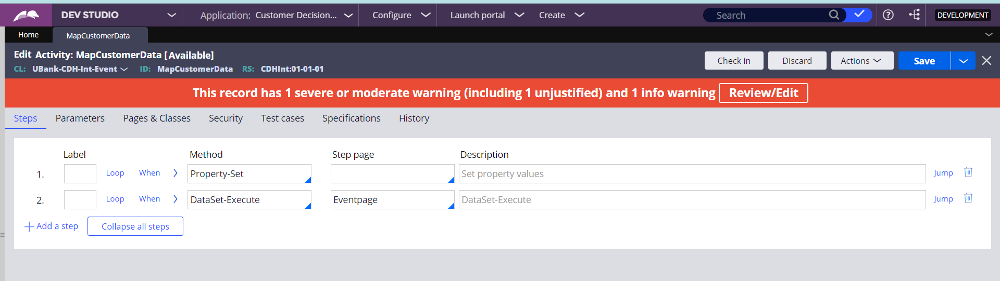 DEV STUDIO Application: Customer Decision... Configure Launch portal Create Search DEVELOPMENT
Home MapCustomerData
Edit Activity: MapCustomerData [Available]
CL: UBank-CDH-Int-Event ID: MapCustomerData RS: CDHInt:01-01-01
Check in Discard Actions Save
This record has 1 severe or moderate warning (including 1 unjustified) and 1 info warning Review/Edit
Steps Parameters Pages & Classes Security Test cases Specifications History
Label Method Step page Description
1. Loop When Property-Set Set property values Jump
2. Loop When DataSet-Execute Eventpage DataSet-Execute Jump
Add a step Collapse all steps